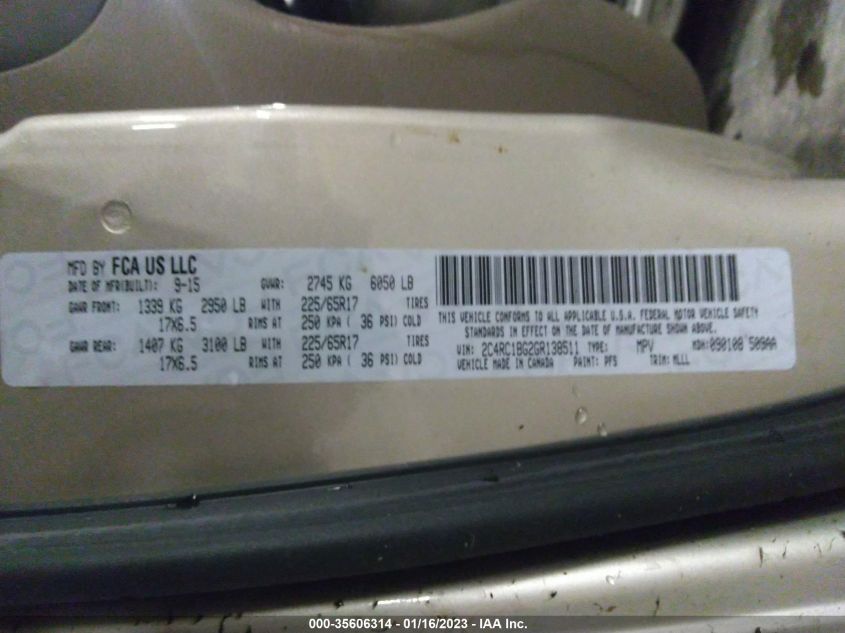 MFD BY FCA US LLC
DATE OF MFR(BUILT): 9-15 GVWR: 2745 KG 6050 LB
GAWR FRONT: 1339 KG 2950 LB WITH 225/65R17 TIRES
17X6.5 RIMS AT 250 KPA ( 36 PSI) COLD
GAWR REAR: 1407 KG 3100 LB WITH 225/65R17 TIRES
17X6.5 RIMS AT 250 KPA ( 36 PSI) COLD
THIS VEHICLE CONFORMS TO ALL APPLICABLE U.S.A. FEDERAL MOTOR VEHICLE SAFETY
STANDARDS IN EFFECT ON THE DATE OF MANUFACTURE SHOWN ABOVE.
VIN: 2C4RC1BG2GR138511 TYPE: MPV MDH: 090108 509AA
VEHICLE MADE IN CANADA PAINT: PFS TRIM: MLLL
000-35606314 - 01/16/2023 - IAA Inc.